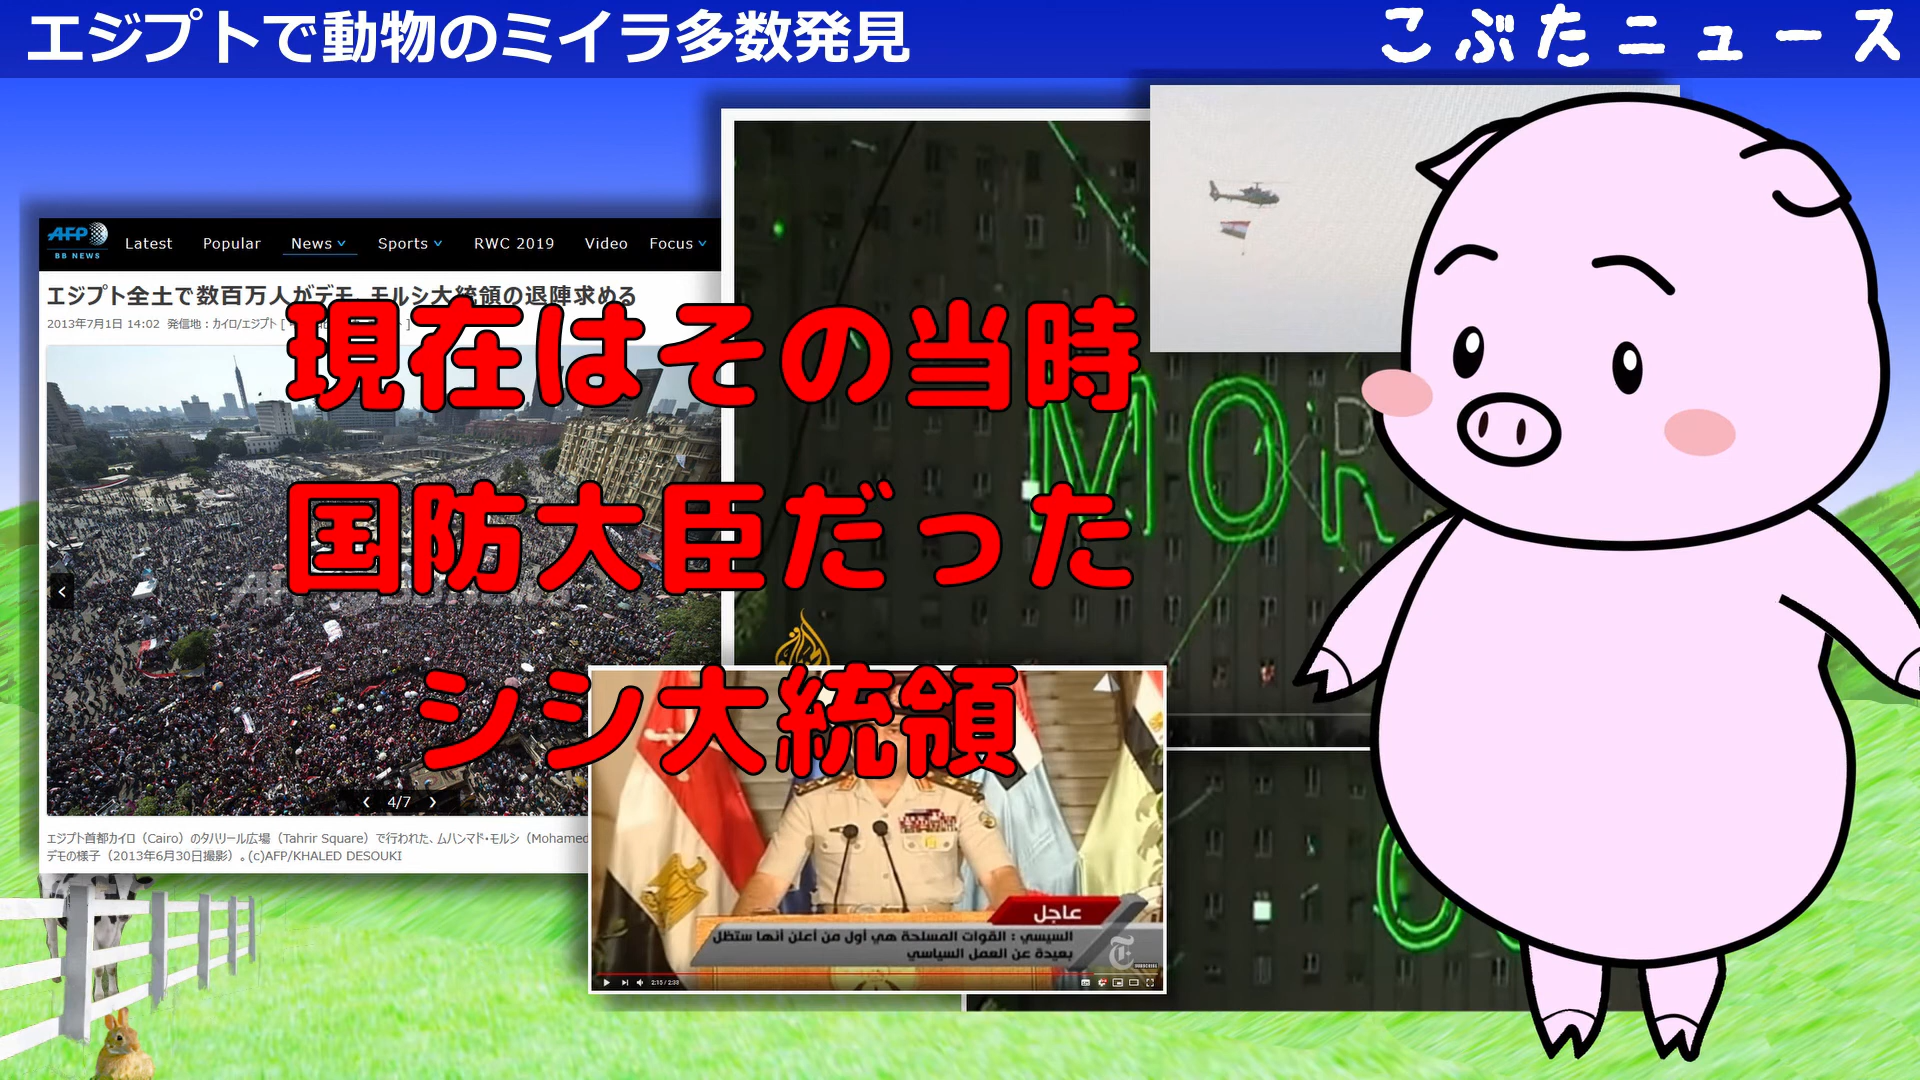 エジプトで動物のミイラ多数発見
こぶたニュース
AFP
BB NEWS
Latest Popular News Sports RWC 2019 Video Focus
エジプト全土で数百万人がデモ、モルシ大統領の退陣求める
2013年7月1日 14:02 発信地：カイロ/エジプト [
現在はその当時
国防大臣だった
シシ大統領
4/7
エジプト首都カイロ（Cairo）のタハリール広場（Tahrir Square）で行われた、ムハンマド・モルシ（Mohamed
デモの様子（2013年6月30日撮影）。(c)AFP/KHALED DESOUKI
عاجل
السيسي : القوات المسلحة هي أول من أعلن أنها ستظل
بعيدة عن العمل السياسي
SUBSCRIBE
2:15 / 2:33